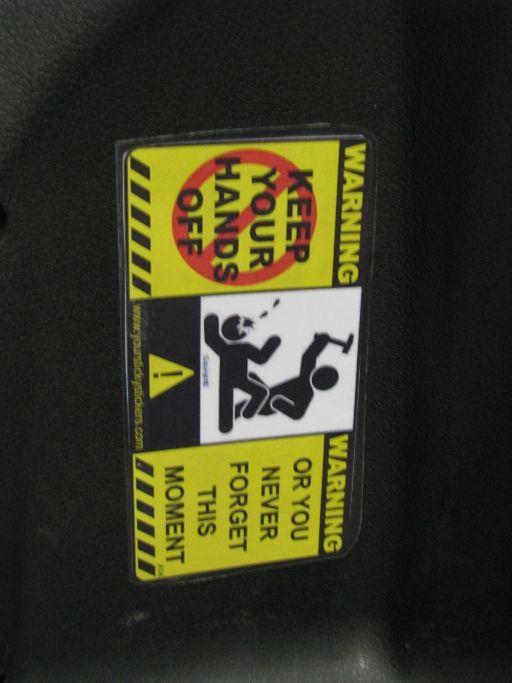 WARNING
KEEP
YOUR
HANDS
OFF
www.yourstickystickers.com
WARNING
OR YOU
NEVER
FORGET
THIS
MOMENT